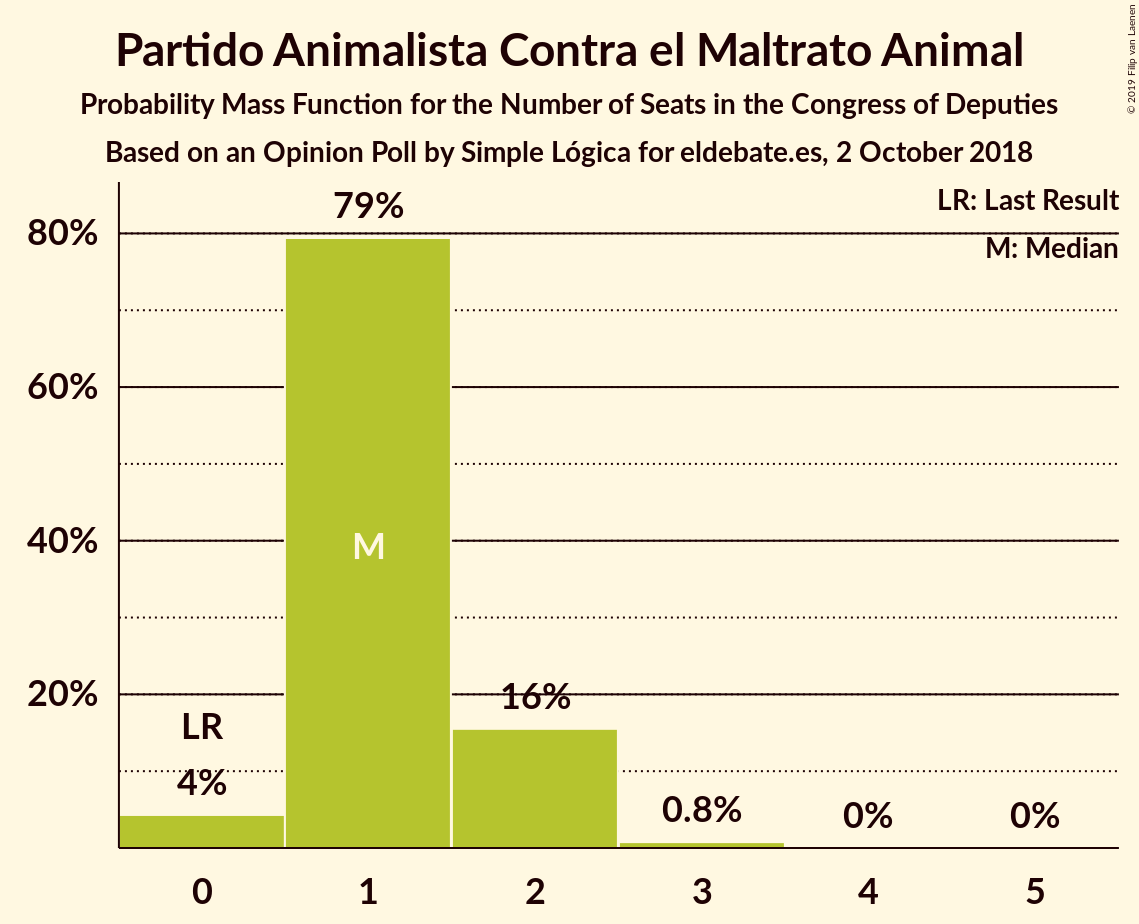 Partido Animalista Contra el Maltrato Animal
Probability Mass Function for the Number of Seats in the Congress of Deputies
Based on an Opinion Poll by Simple Lógica for eldebate.es, 2 October 2018
© 2019 Filip van Laenen
LR: Last Result
M: Median
79%
80%
60%
40%
M
20%
16%
LR
4%
0.8%
0%
0%
0 1 2 3 4 5